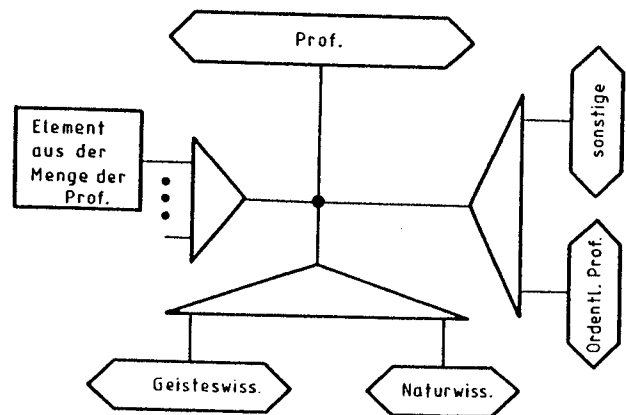 Prof.
Element
aus der
Menge der
Prof.
sonstige
Ordentl. Prof.
Geisteswiss.
Naturwiss.